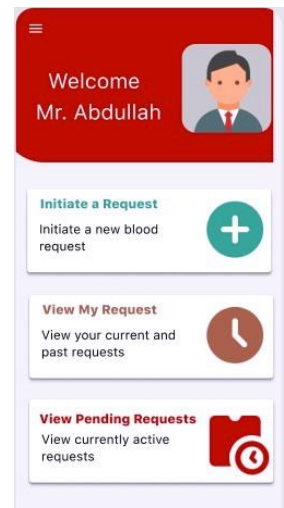 Welcome
Mr. Abdullah
Initiate a Request
Initiate a new blood
request
View My Request
View your current and
past requests
View Pending Requests
View currently active
requests